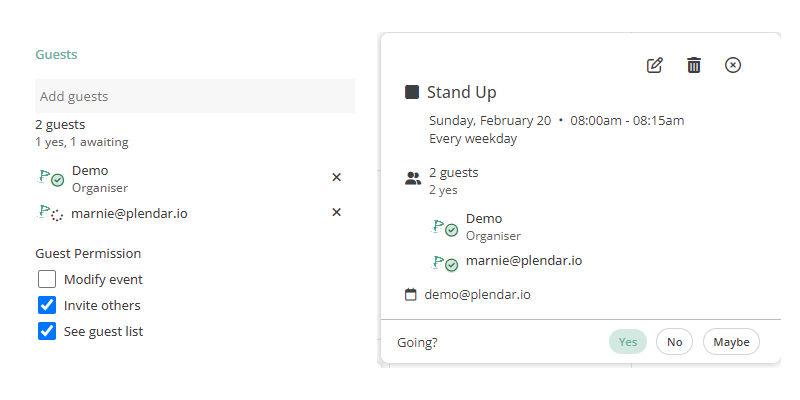 Guests
Add guests
2 guests
1 yes, 1 awaiting
Demo
Organiser
marnie@plendar.io
Guest Permission
Modify event
Invite others
See guest list
Stand Up
Sunday, February 20 • 08:00am - 08:15am
Every weekday
2 guests
2 yes
Demo
Organiser
marnie@plendar.io
demo@plendar.io
Going?
Yes
No
Maybe